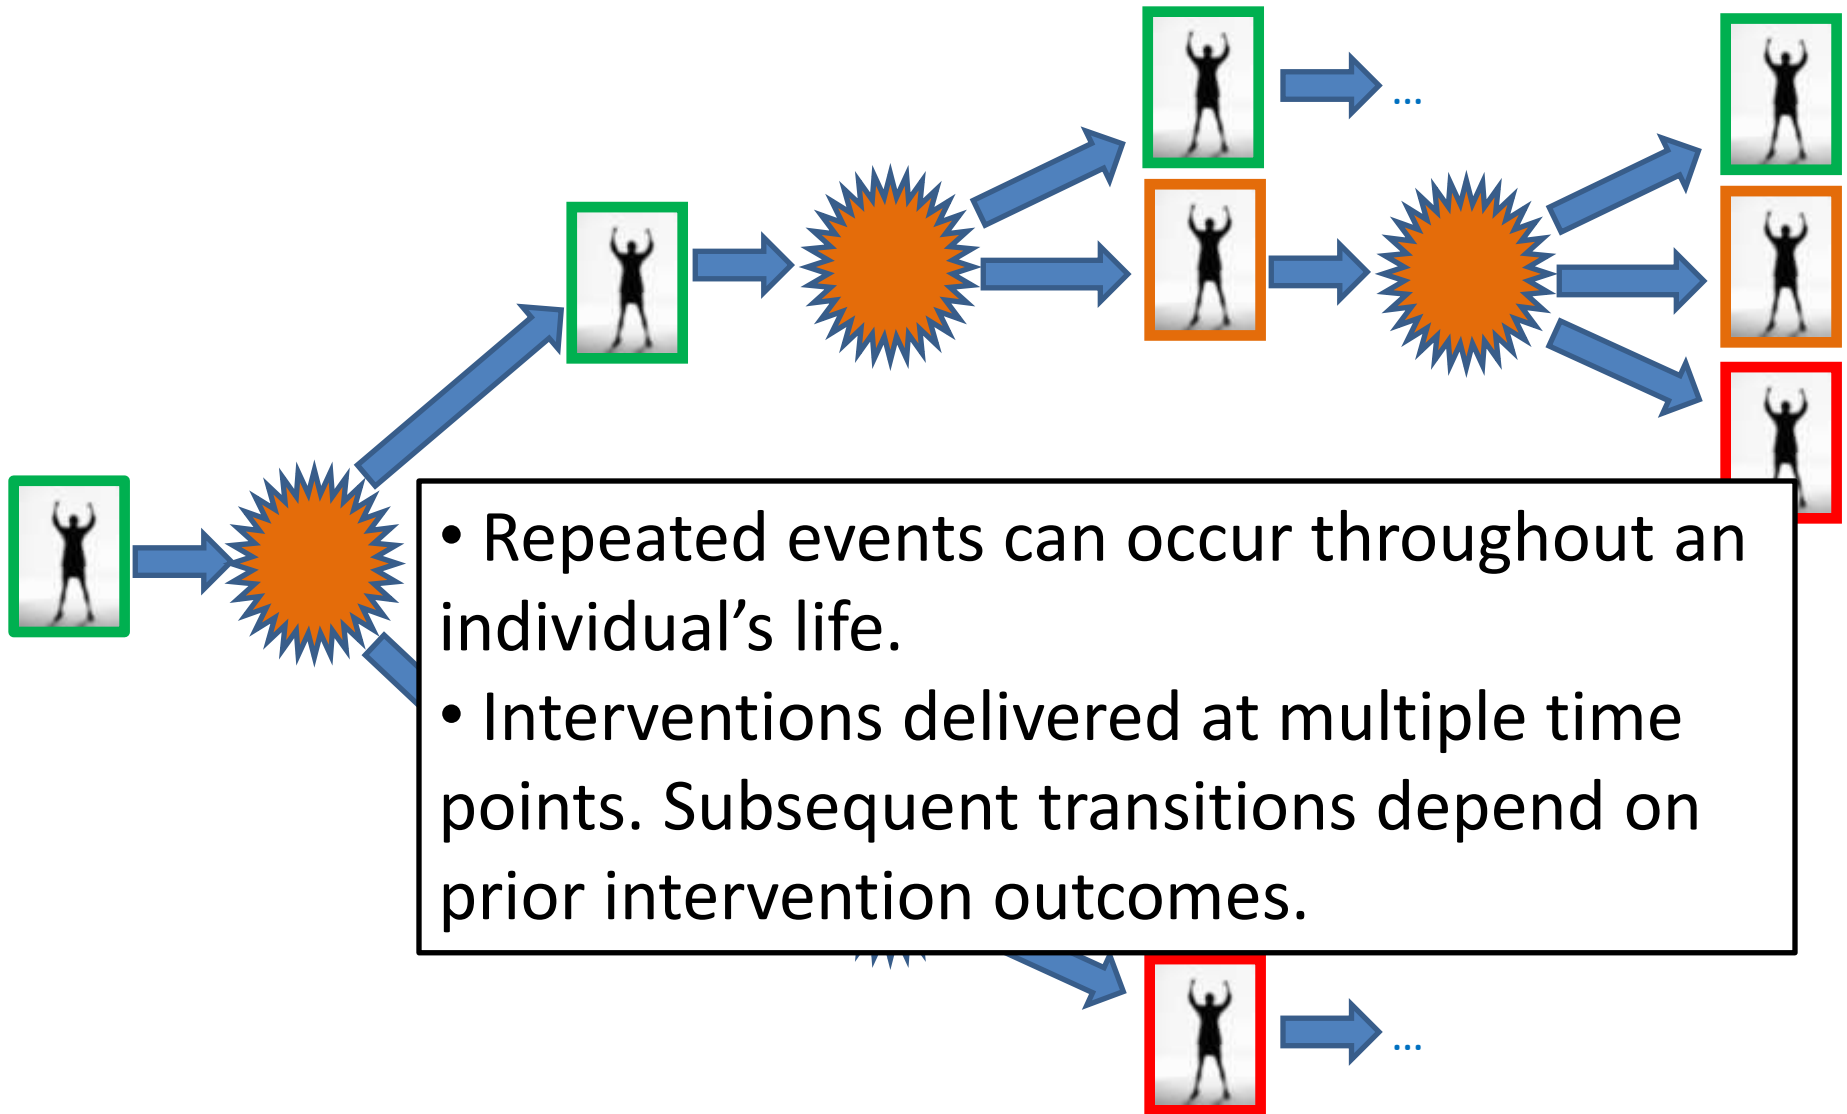 ...
• Repeated events can occur throughout an
individual’s life.
• Interventions delivered at multiple time
points. Subsequent transitions depend on
prior intervention outcomes.
...